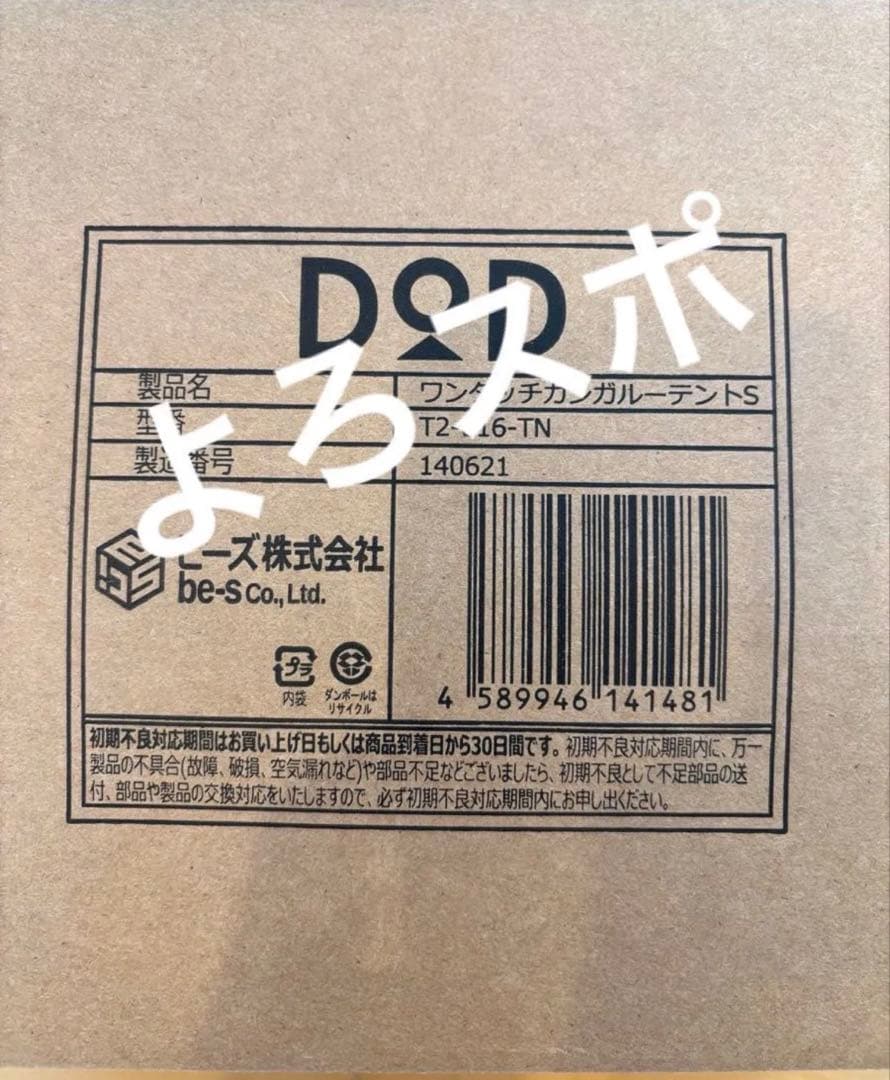 DOD
よろスポ
製品名 ワンタッチカンガルーテントS
型番 T2-616-TN
製造番号 140621
ビーズ株式会社
be-s Co., Ltd.
プラ
内袋
ダンボールは
リサイクル
4 589946 141481
初期不良対応期間はお買い上げ日もしくは商品到着日から30日間です。初期不良対応期間内に、万一
製品の不具合(故障、破損、空気漏れなど)や部品不足などございましたら、初期不良として不足部品の送
付、部品や製品の交換対応をいたしますので、必ず初期不良対応期間内にお申し出ください。